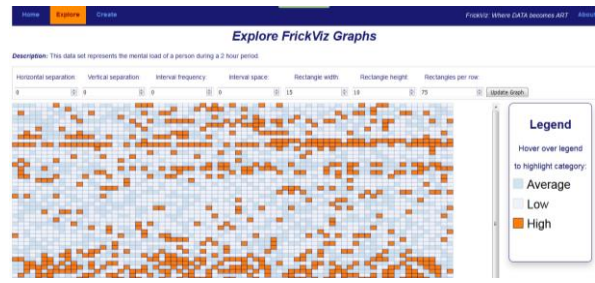 Home Explore Create FrickViz: Where DATA becomes ART About
Explore FrickViz Graphs
Description: This data set represents the mental load of a person during a 2 hour period
Horizontal separation: Vertical separation: Interval frequency: Interval space: Rectangle width: Rectangle height: Rectangles per row:
0 0 0 0 15 10 75 Update Graph
Legend
Hover over legend
to highlight category:
Average
Low
High